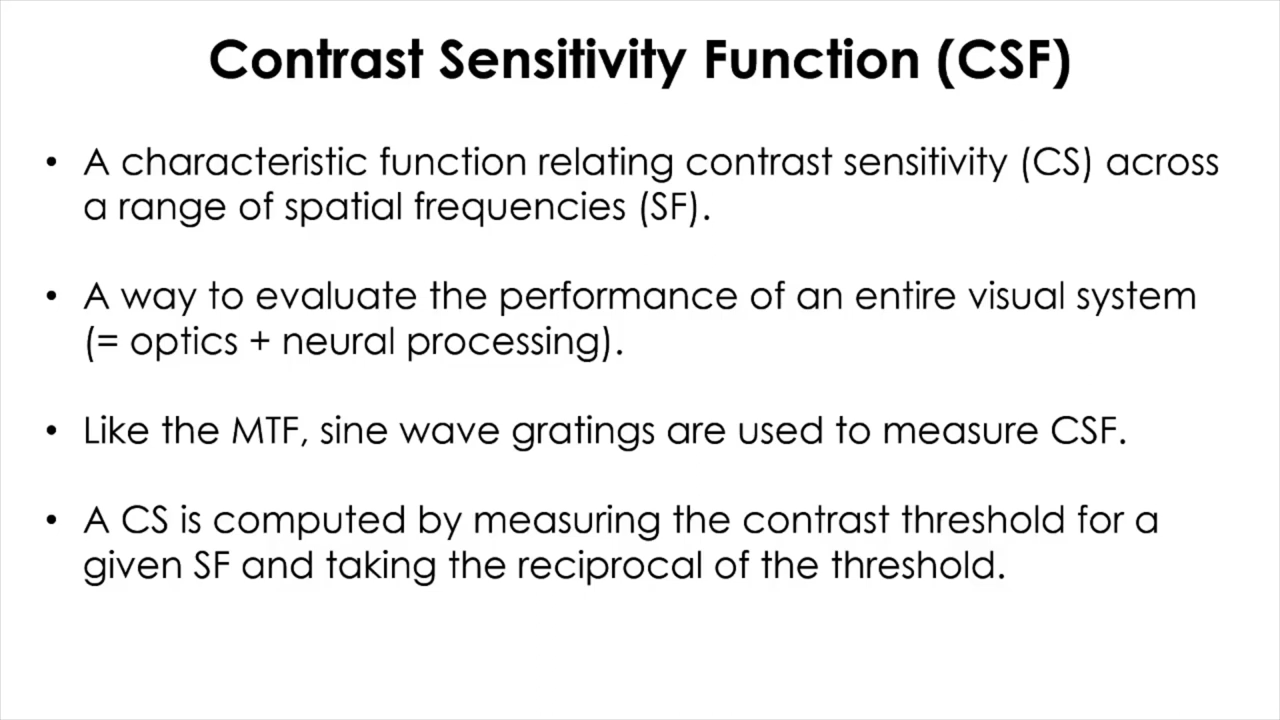 Contrast Sensitivity Function (CSF)
• A characteristic function relating contrast sensitivity (CS) across
a range of spatial frequencies (SF).
• A way to evaluate the performance of an entire visual system
(= optics + neural processing).
• Like the MTF, sine wave gratings are used to measure CSF.
• A CS is computed by measuring the contrast threshold for a
given SF and taking the reciprocal of the threshold.